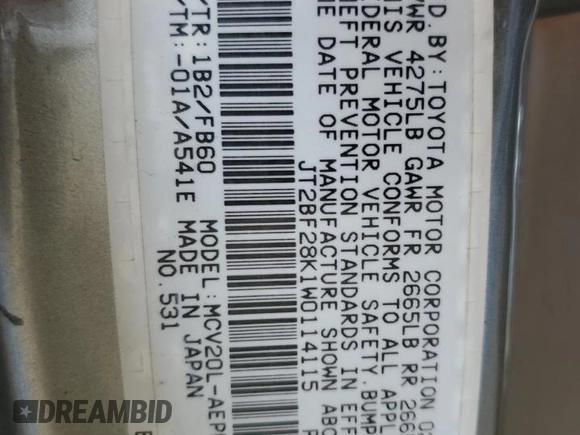 D. BY: TOYOTA MOTOR CORPORATION
VWR 4275LB GAWR FR 2665LB RR
VEHICLE CONFORMS TO ALL APPL
DERAL MOTOR VEHICLE SAFETY, BUMP
EFT PREVENTION STANDARDS IN EFF
HE DATE OF MANUFACTURE SHOWN ABO
JT2BF28K1W0114115
/TR: 1B2/FB60 MODEL: MCV20L-AEP
/TM: -01A/A541E MADE IN JAPAN
NO. 531
DREAMBID